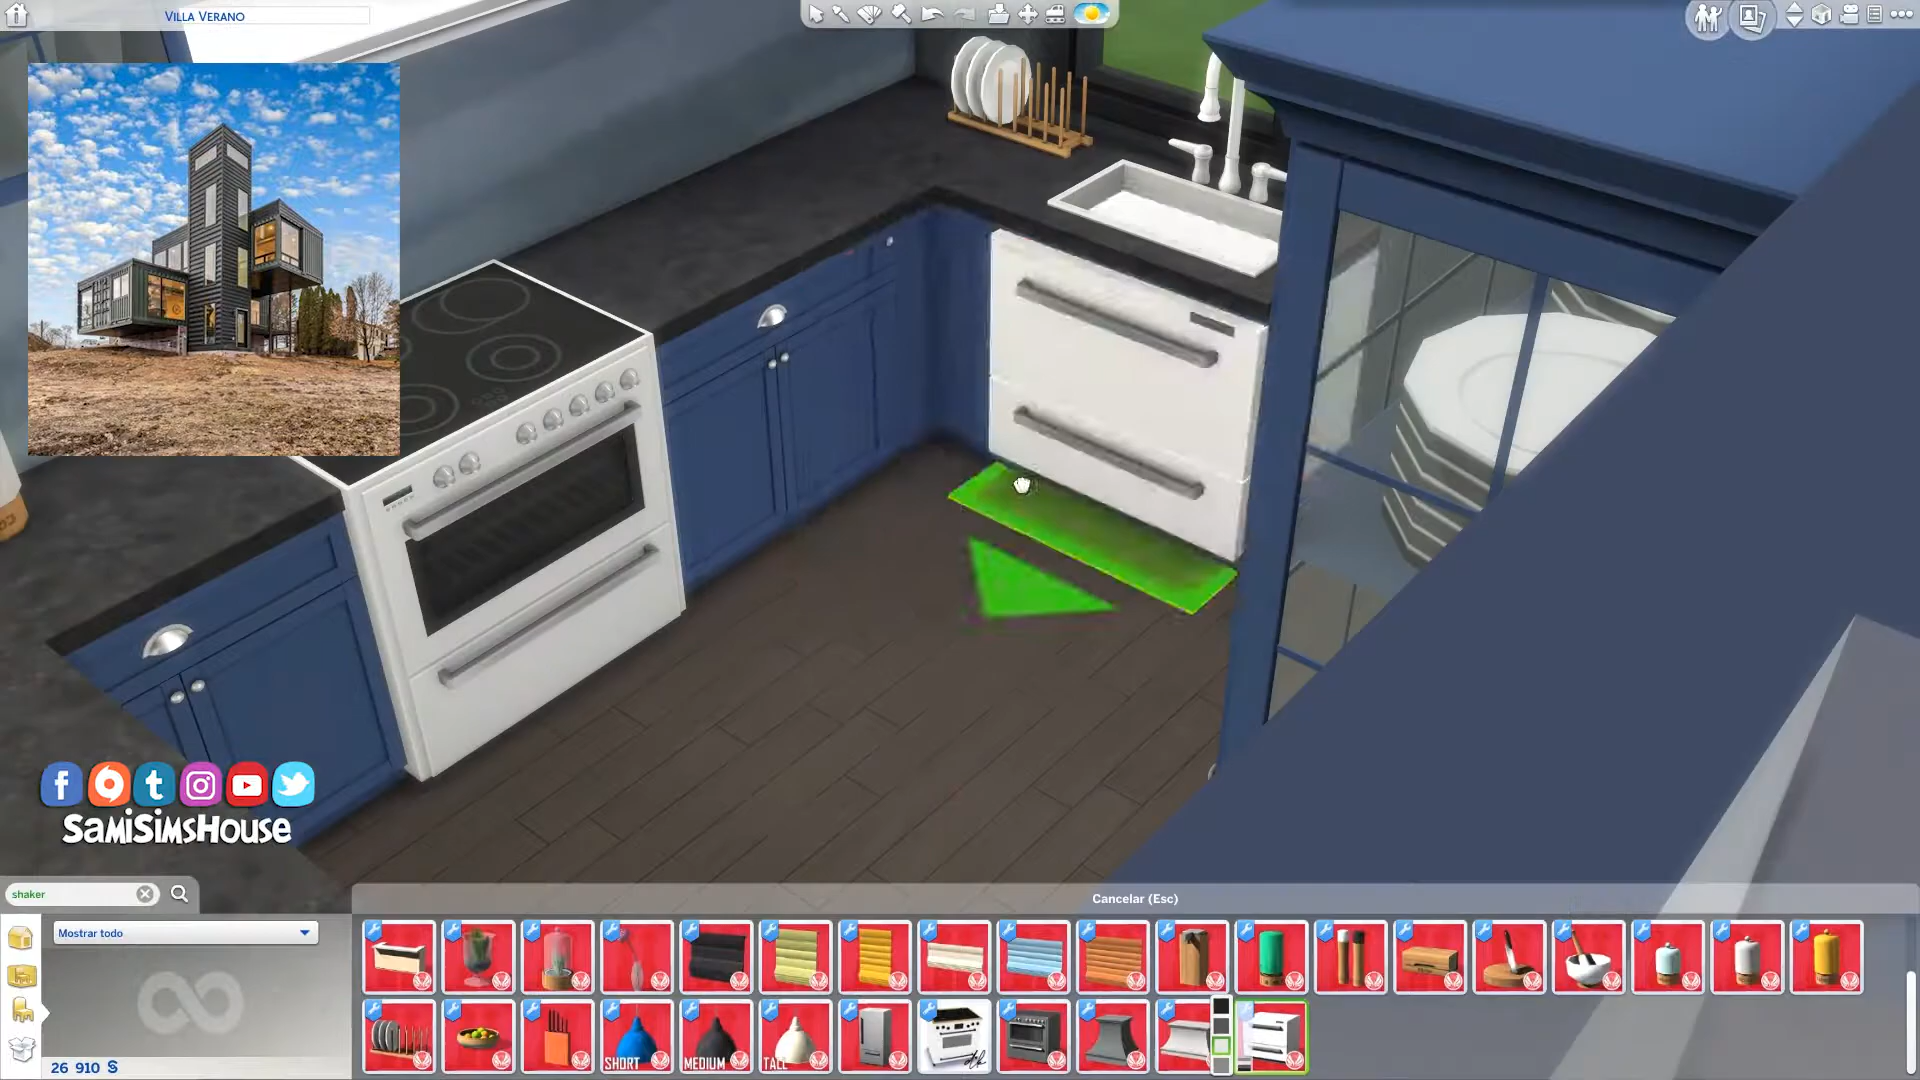 VILLA VERANO
SamiSimsHouse
shaker
Cancelar (Esc)
Mostrar todo
SHORT
MEDIUM
TALL
26 910 §